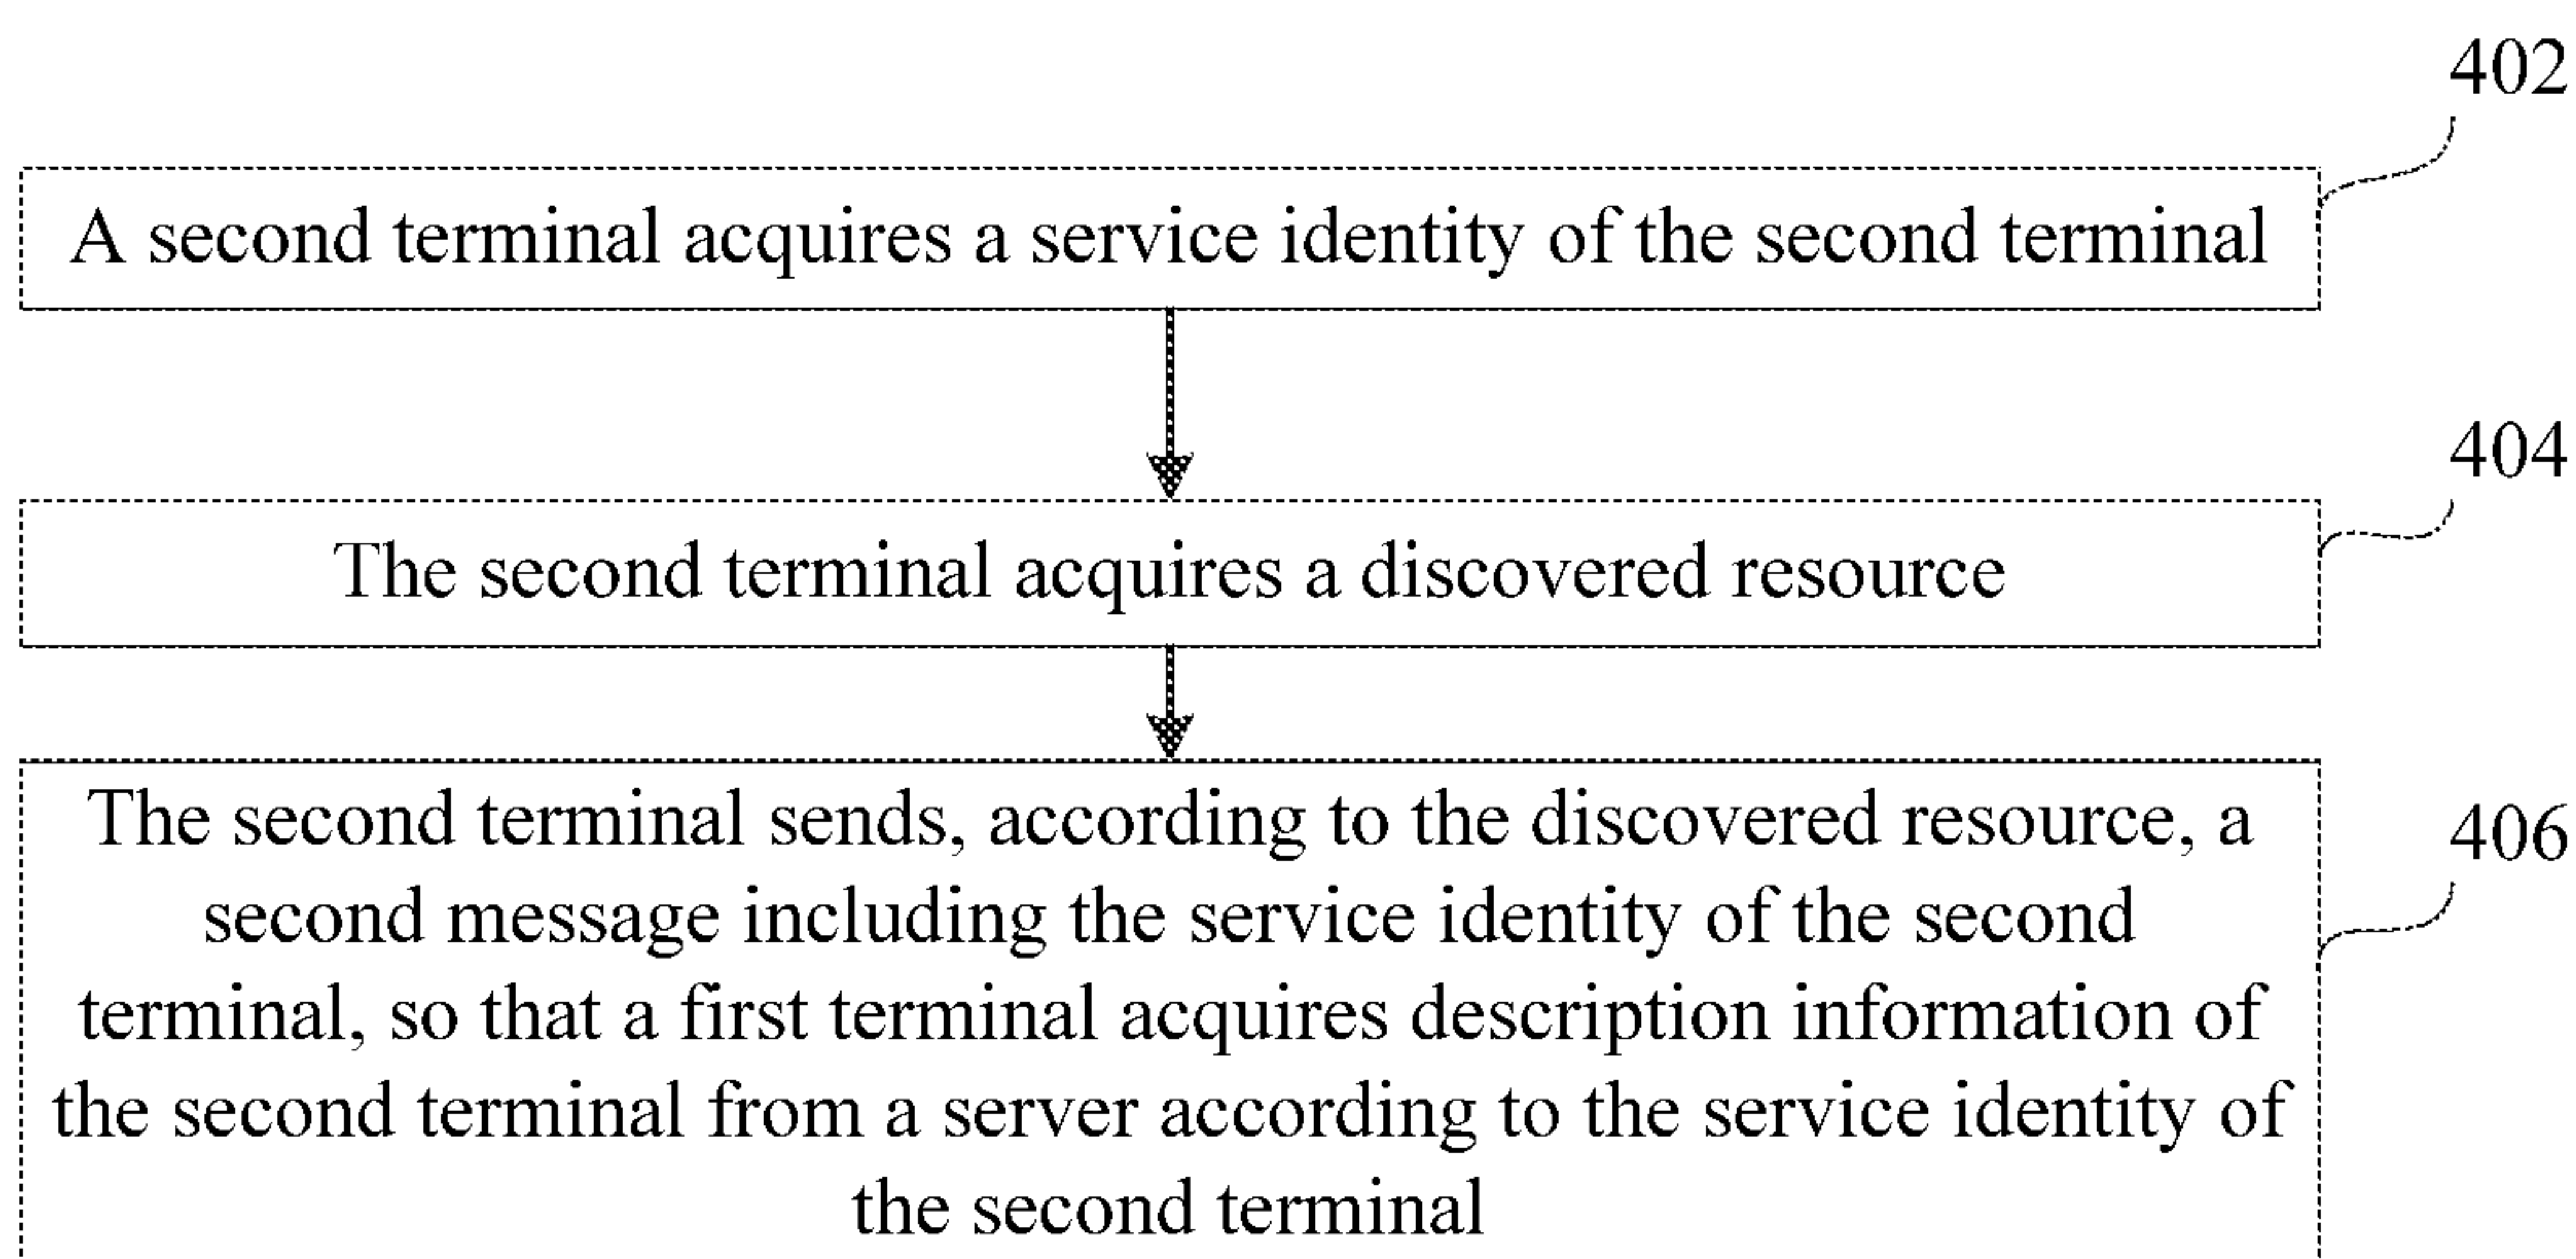 402
A second terminal acquires a service identity of the second terminal
404
The second terminal acquires a discovered resource
406
The second terminal sends, according to the discovered resource, a
second message including the service identity of the second
terminal, so that a first terminal acquires description information of
the second terminal from a server according to the service identity of
the second terminal